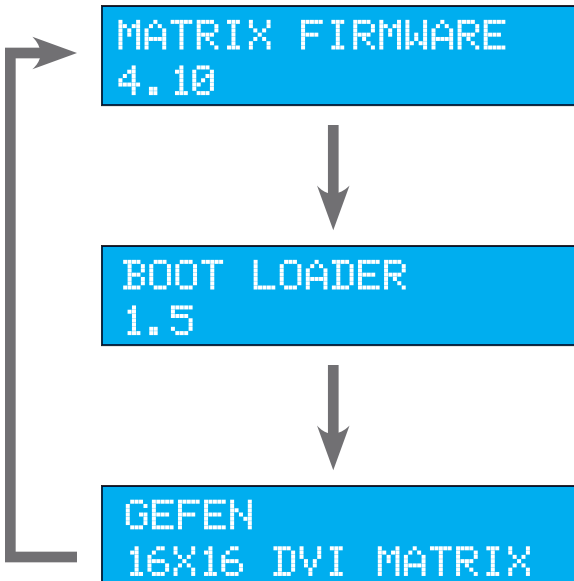 MATRIX FIRMWARE
4.10
BOOT LOADER
1.5
GEFEN
16X16 DVI MATRIX